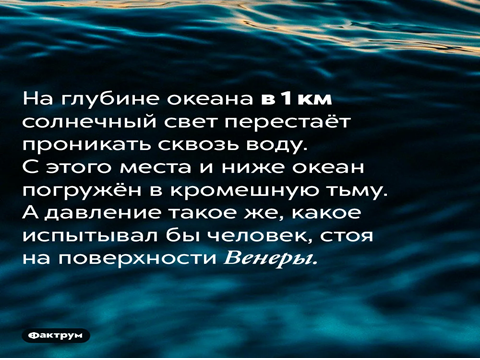 На глубине океана в 1 км
солнечный свет перестаёт
проникать сквозь воду.
С этого места и ниже океан
погружён в кромешную тьму.
А давление такое же, какое
испытывал бы человек, стоя
на поверхности Венеры.
Фактрум